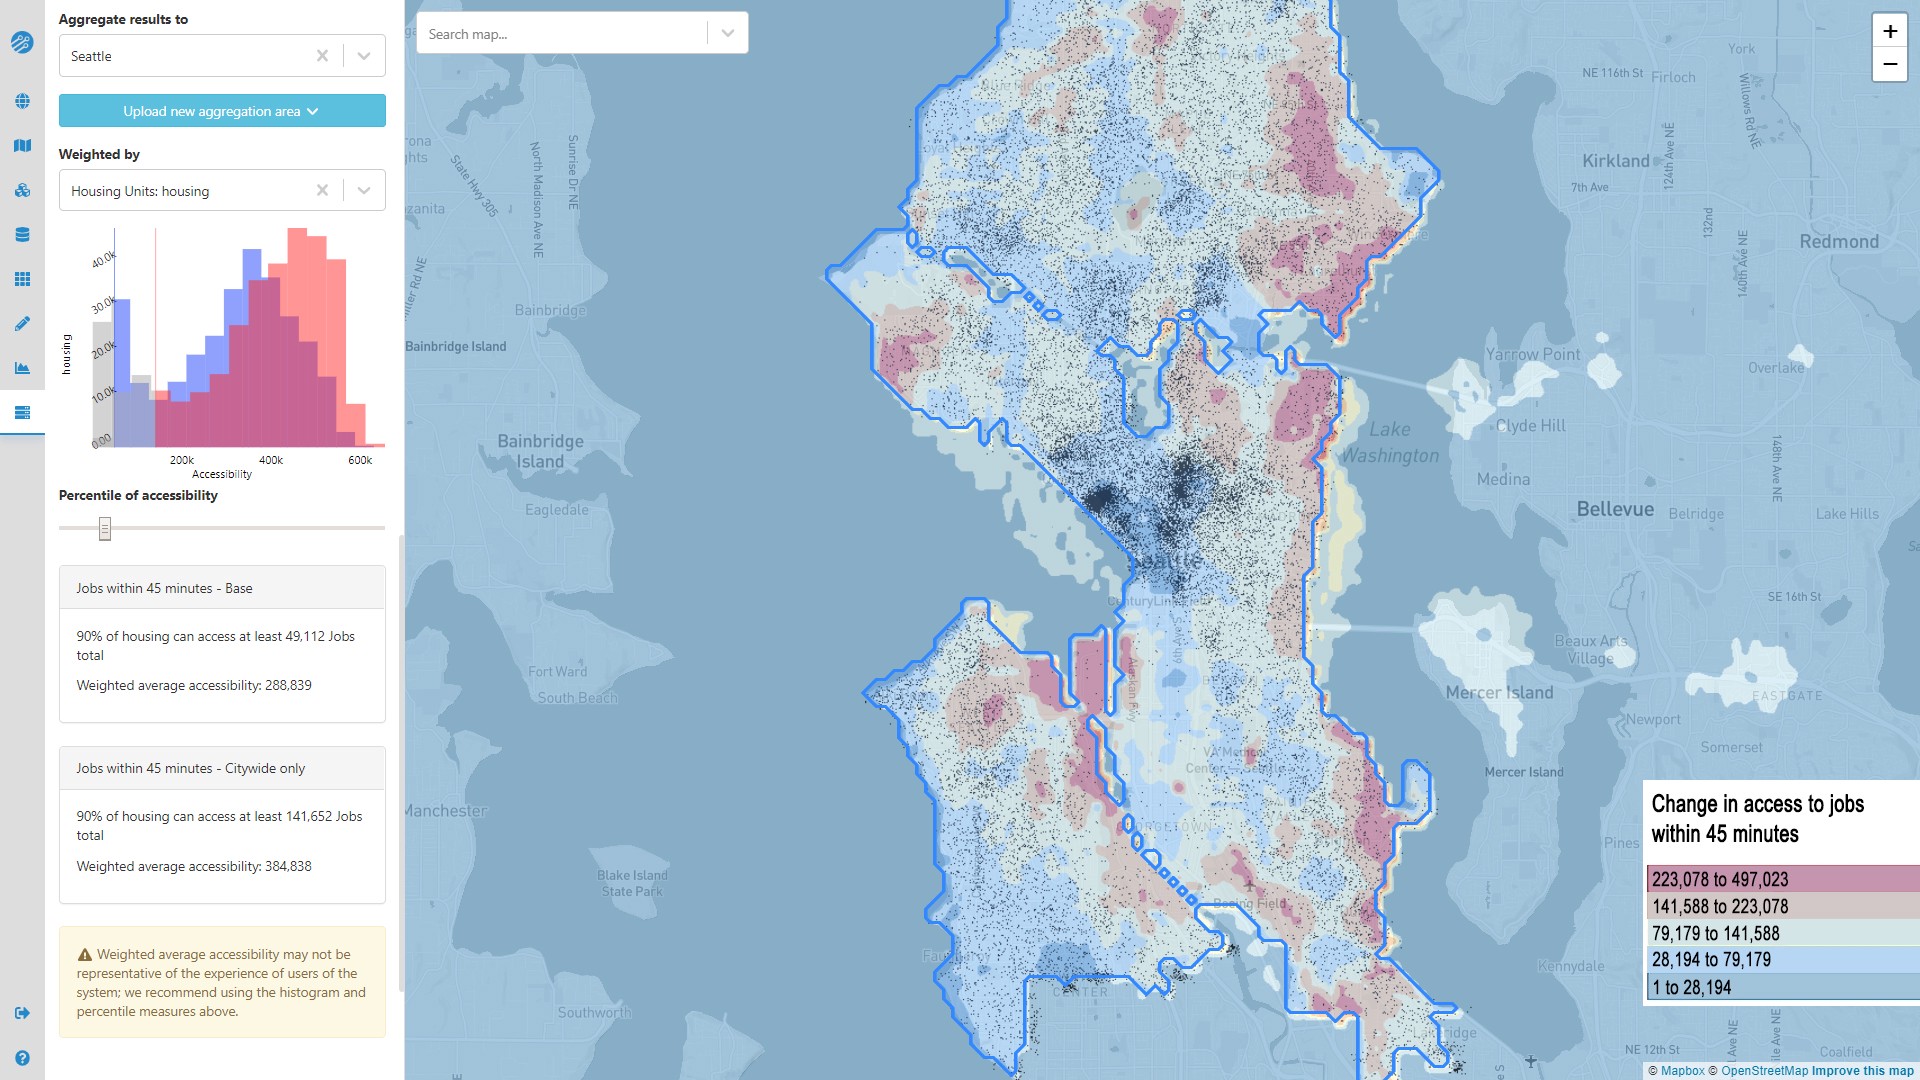 Aggregate results to
Seattle
Upload new aggregation area
Weighted by
Housing Units: housing
40.0k
30.0k
20.0k
10.0k
0.00
housing
200k 400k 600k
Accessibility
Percentile of accessibility
Jobs within 45 minutes - Base
90% of housing can access at least 49,112 Jobs
total
Weighted average accessibility: 288,839
Jobs within 45 minutes - Citywide only
90% of housing can access at least 141,652 Jobs
total
Weighted average accessibility: 384,838
Weighted average accessibility may not be
representative of the experience of users of the
system; we recommend using the histogram and
percentile measures above.
Search map...
+
−
York
NE 116th St
Firloch
Willows Rd NE
Kirkland
124th Ave NE
7th Ave
132nd
Redmond
140th Ave NE
State Hwy 305
North Madison Ave NE
Sunrise Dr NE
Bainbridge
Bainbridge Island
Yarrow Point
Overlake
Clyde Hill
Lake
Washington
Medina
148th Ave NE
Bainbridge
Island
Bellevue
Belridge
Lake Hills
Eagledale
Seattle
SE 16th St
Beaux Arts
Village
Fort Ward
South Beach
Mercer Island
EASTGATE
Newport
Somerset
Mercer Island
Manchester
Blake Island
State Park
Boeing Field
Kennydale
CENTER
Southworth
NE 12th St
Coalfield
Change in access to jobs
within 45 minutes
223,078 to 497,023
141,588 to 223,078
79,179 to 141,588
28,194 to 79,179
1 to 28,194
© Mapbox © OpenStreetMap Improve this map